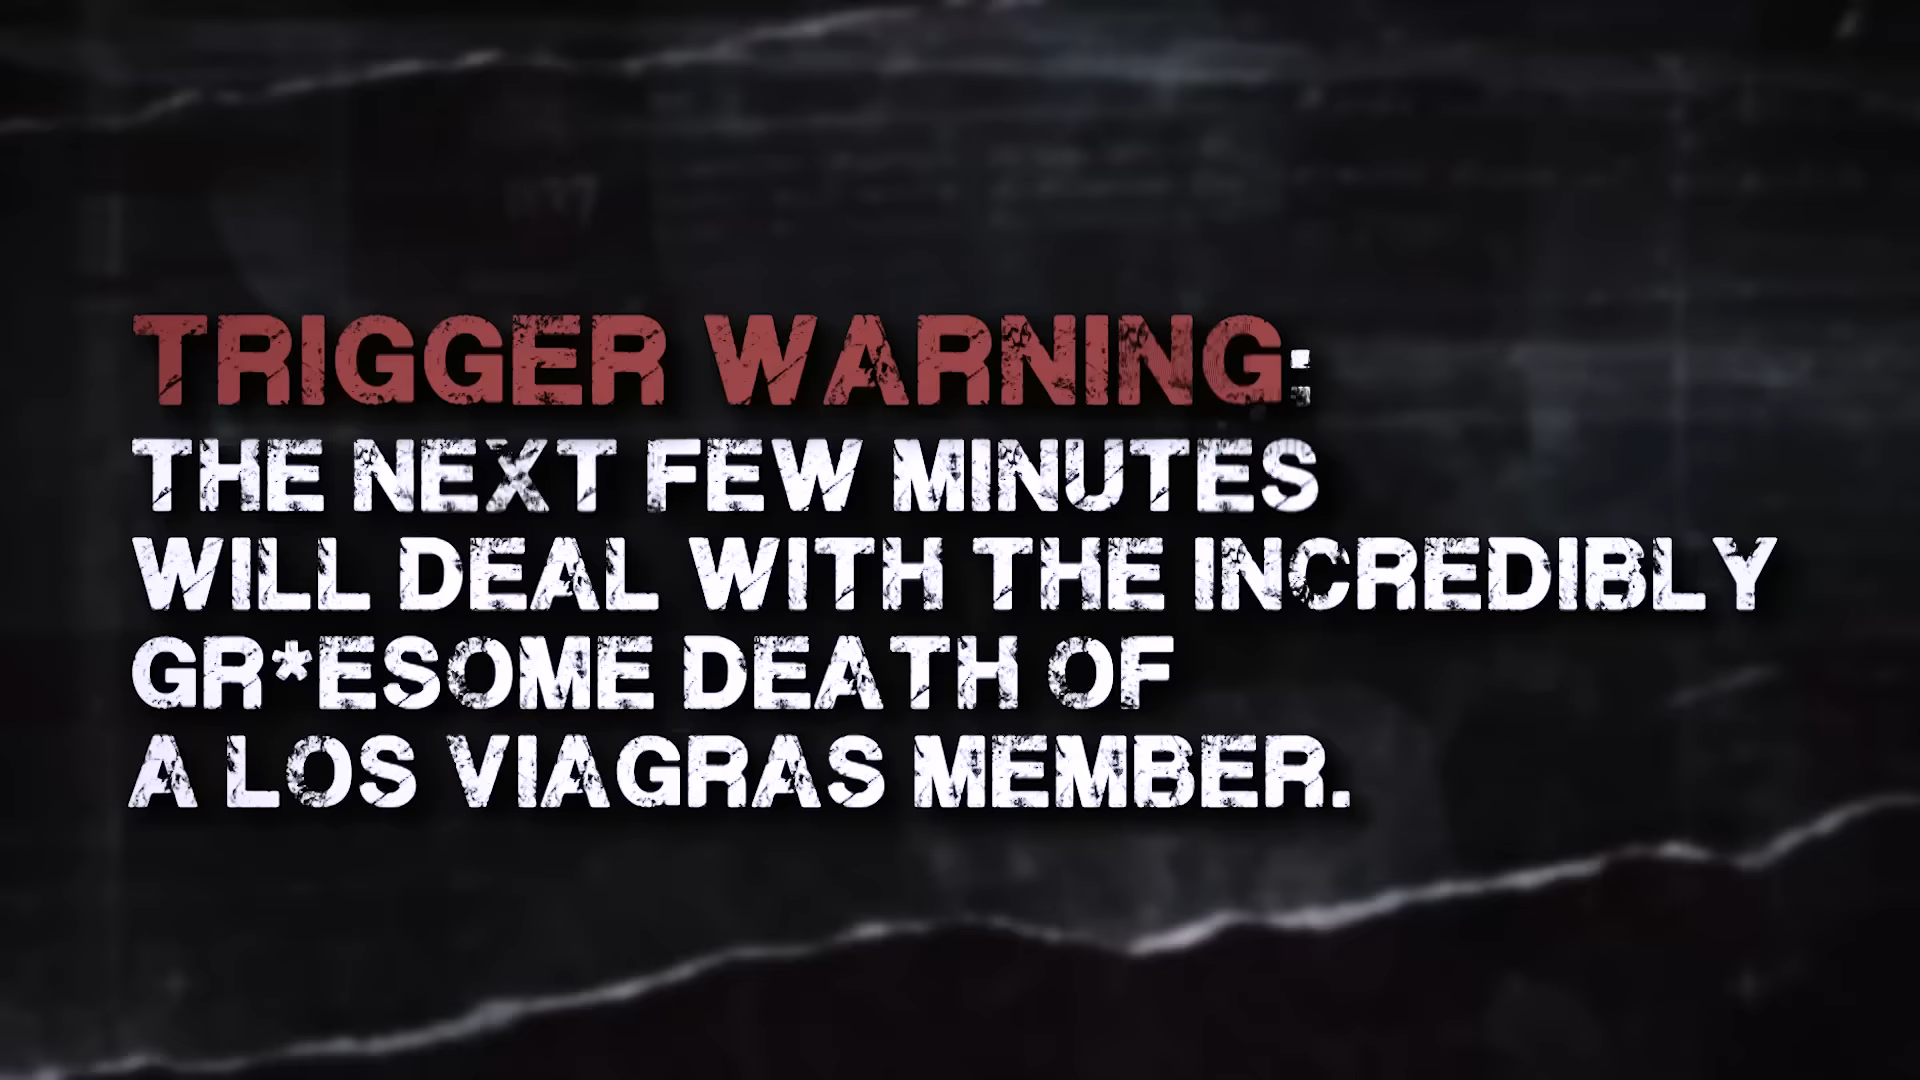 TRIGGER WARNING:
THE NEXT FEW MINUTES
WILL DEAL WITH THE INCREDIBLY
GR*ESOME DEATH OF
A LOS VIAGRAS MEMBER.